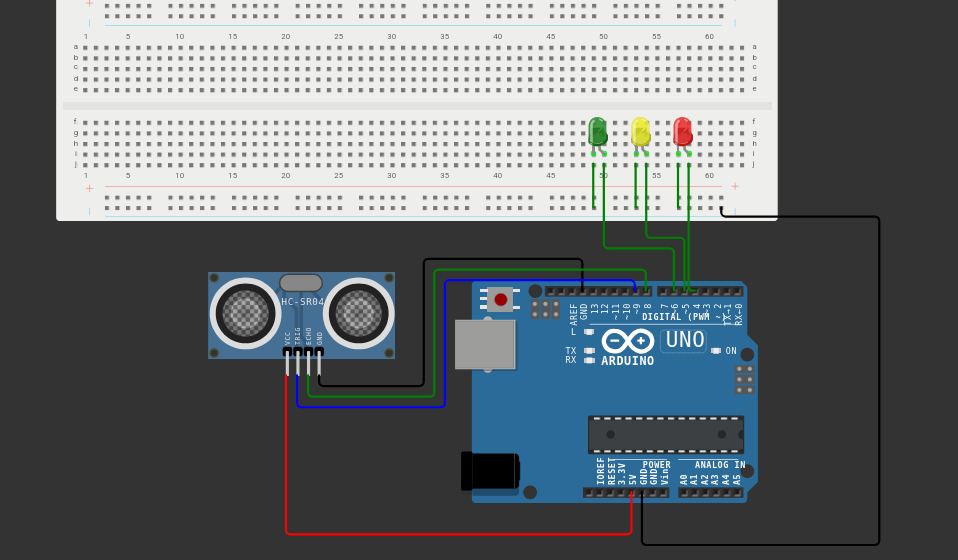 1 5 10 15 20 25 30 35 40 45 50 55 60
a a
b b
c c
d d
e e
f f
g g
h h
i i
j j
1 5 10 15 20 25 30 35 40 45 50 55 60
HC-SR04
VCC
TRIG
ECHO
GND
AREF
GND
13
12
~11
~10
~9
8
7
~6
~5
4
~3
~2
TX→1
RX←0
DIGITAL (PWM ~)
L
TX
RX
ARDUINO
UNO
ON
POWER
ANALOG IN
IOREF
RESET
3.3V
5V
GND
GND
Vin
A0
A1
A2
A3
A4
A5